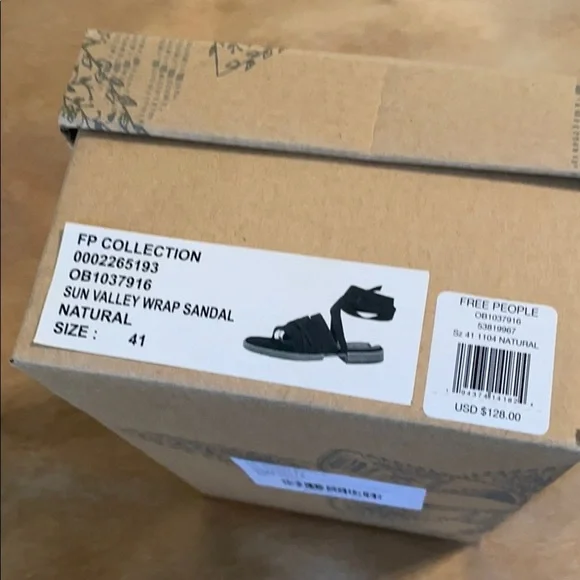 FP COLLECTION
0002265193
OB1037916
SUN VALLEY WRAP SANDAL
NATURAL
SIZE : 41
FREE PEOPLE
OB1037916
53819967
Sz 41 1104 NATURAL
USD $128.00